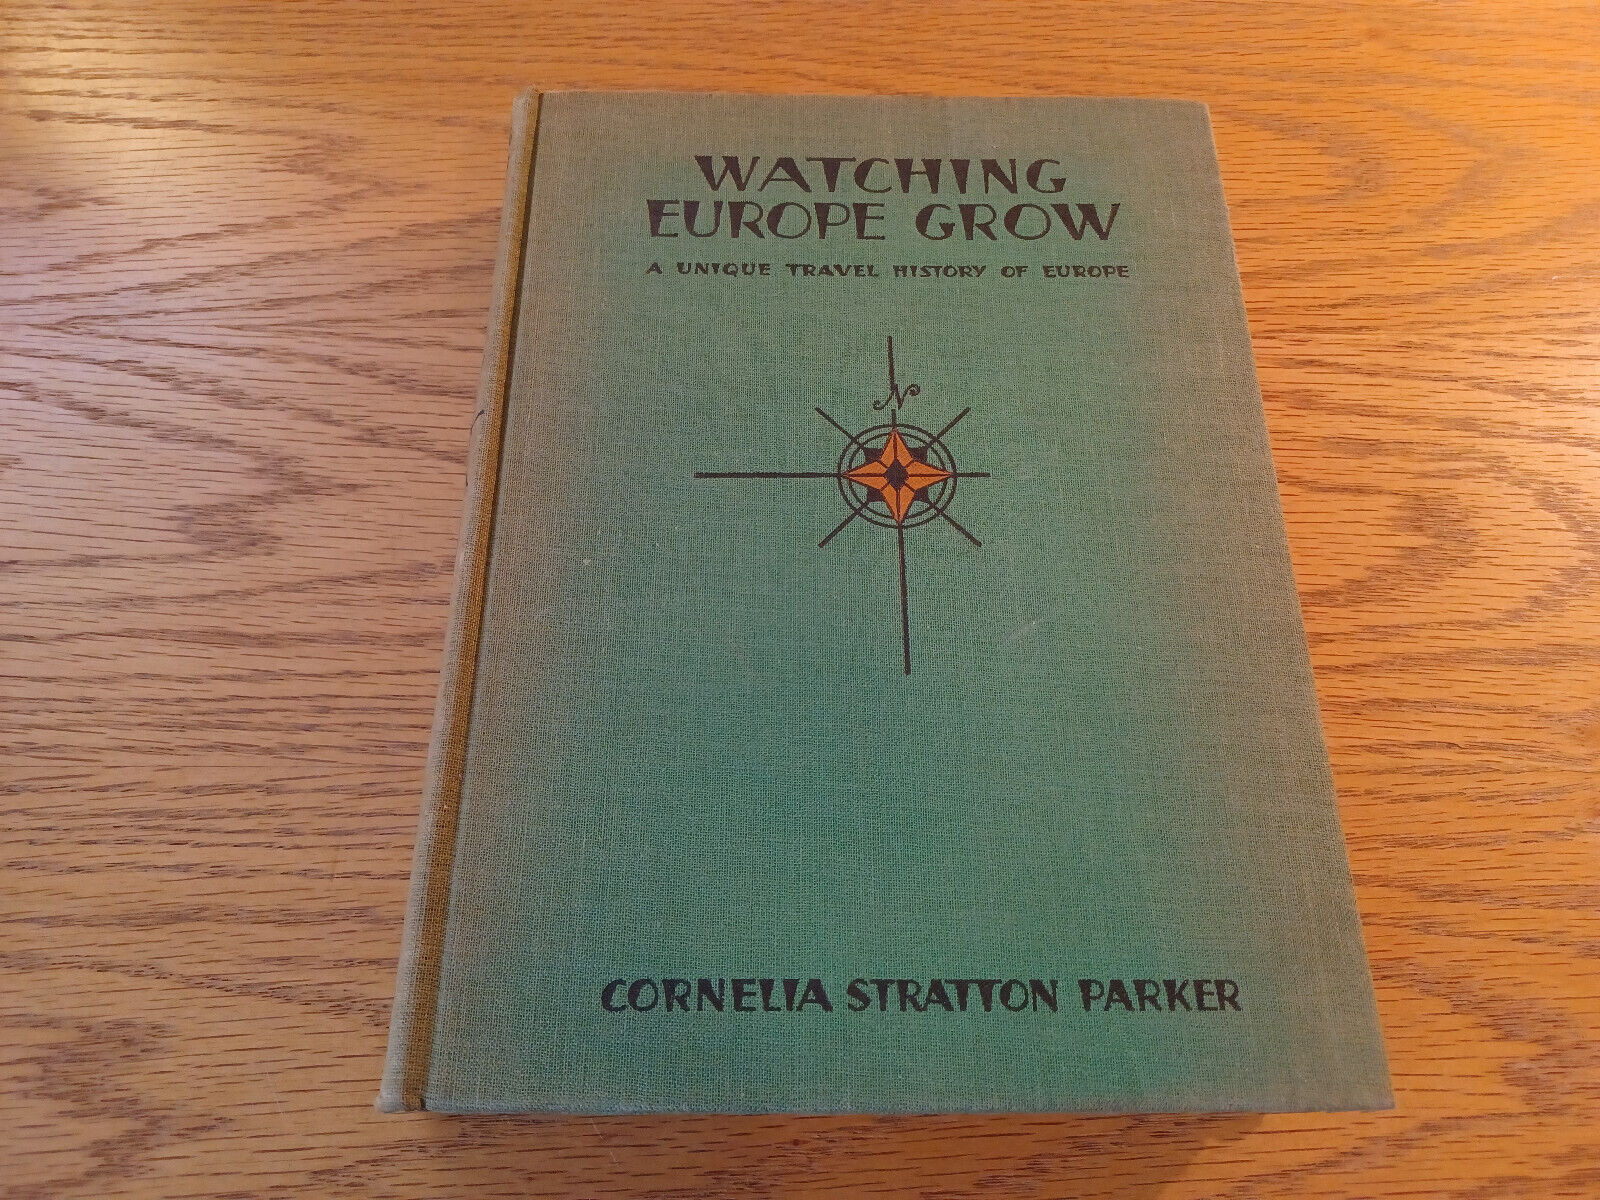 WATCHING
EUROPE GROW
A UNIQUE TRAVEL HISTORY OF EUROPE
N
CORNELIA STRATTON PARKER